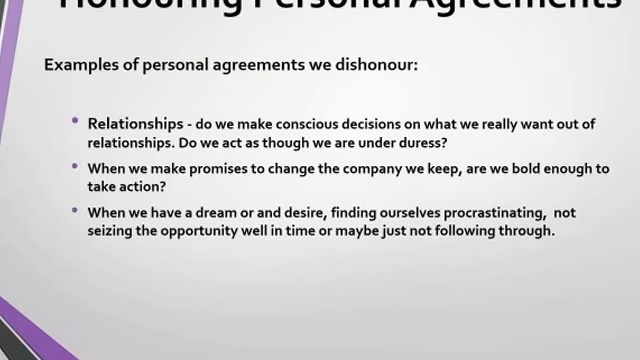 Honouring Personal Agreements
Examples of personal agreements we dishonour:
• Relationships - do we make conscious decisions on what we really want out of
relationships. Do we act as though we are under duress?
• When we make promises to change the company we keep, are we bold enough to
take action?
• When we have a dream or and desire, finding ourselves procrastinating, not
seizing the opportunity well in time or maybe just not following through.